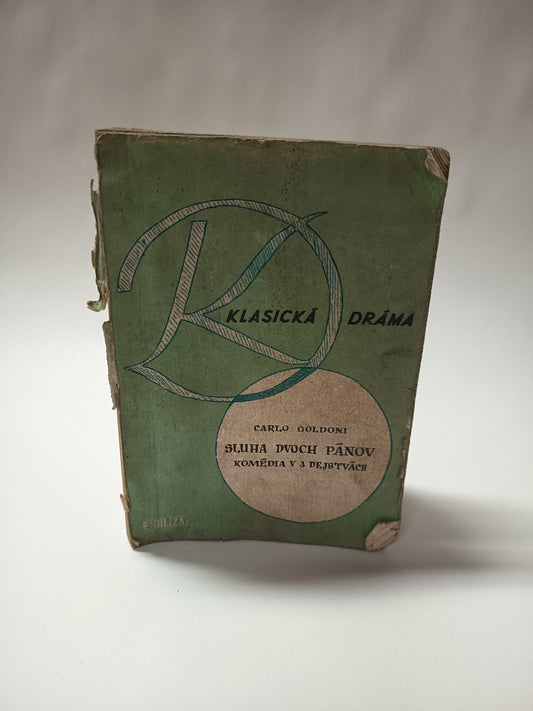 KLASICKÁ DRÁMA
CARLO GOLDONI
SLUHA DVOCH PÁNOV
KOMÉDIA V 3 DEJSTVÁCH